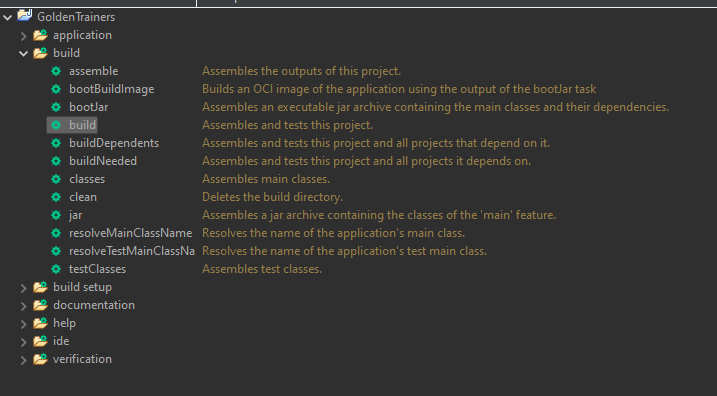 GoldenTrainers
application
build
assemble Assembles the outputs of this project.
bootBuildImage Builds an OCI image of the application using the output of the bootJar task
bootJar Assembles an executable jar archive containing the main classes and their dependencies.
build Assembles and tests this project.
buildDependents Assembles and tests this project and all projects that depend on it.
buildNeeded Assembles and tests this project and all projects it depends on.
classes Assembles main classes.
clean Deletes the build directory.
jar Assembles a jar archive containing the classes of the 'main' feature.
resolveMainClassName Resolves the name of the application's main class.
resolveTestMainClassNa Resolves the name of the application's test main class.
testClasses Assembles test classes.
build setup
documentation
help
ide
verification